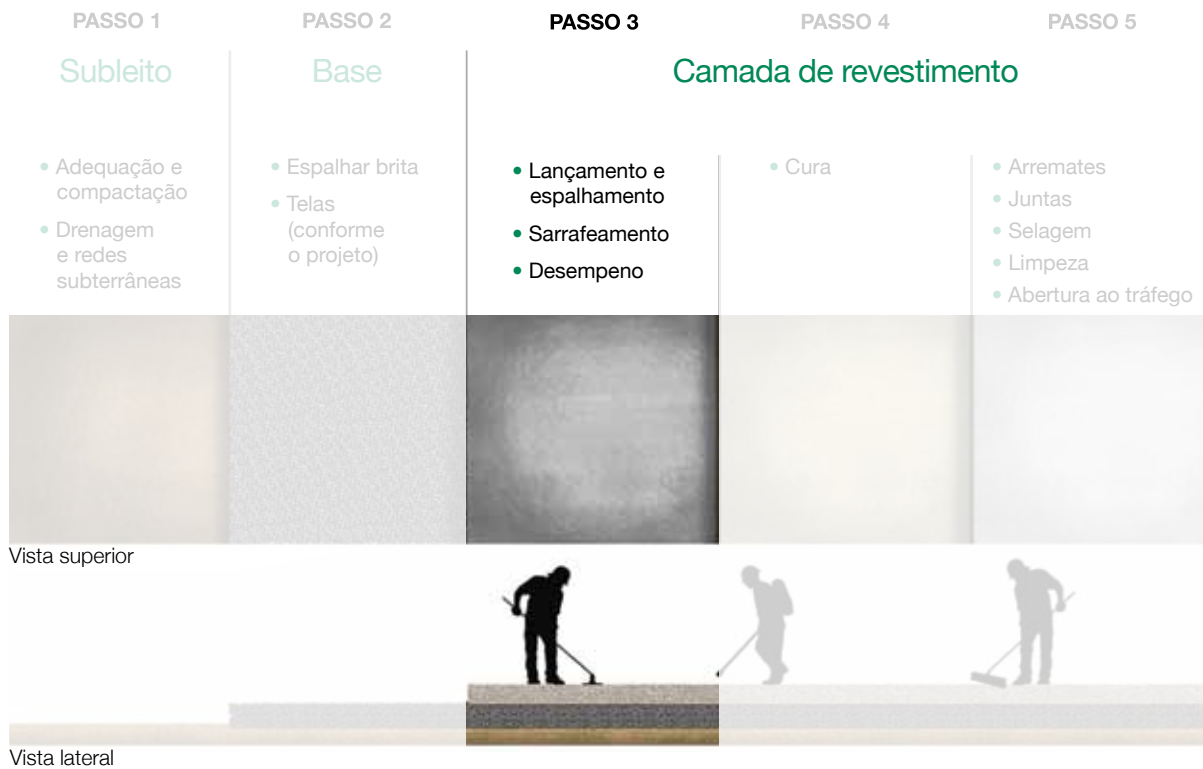 PASSO 1
PASSO 2
PASSO 3
PASSO 4
PASSO 5
Subleito
Base
Camada de revestimento
• Adequação e
compactação
• Drenagem
e redes
subterrâneas
• Espalhar brita
• Telas
(conforme
o projeto)
• Lançamento e
espalhamento
• Sarrafeamento
• Desempeno
• Cura
• Arremates
• Juntas
• Selagem
• Limpeza
• Abertura ao tráfego
Vista superior
Vista lateral